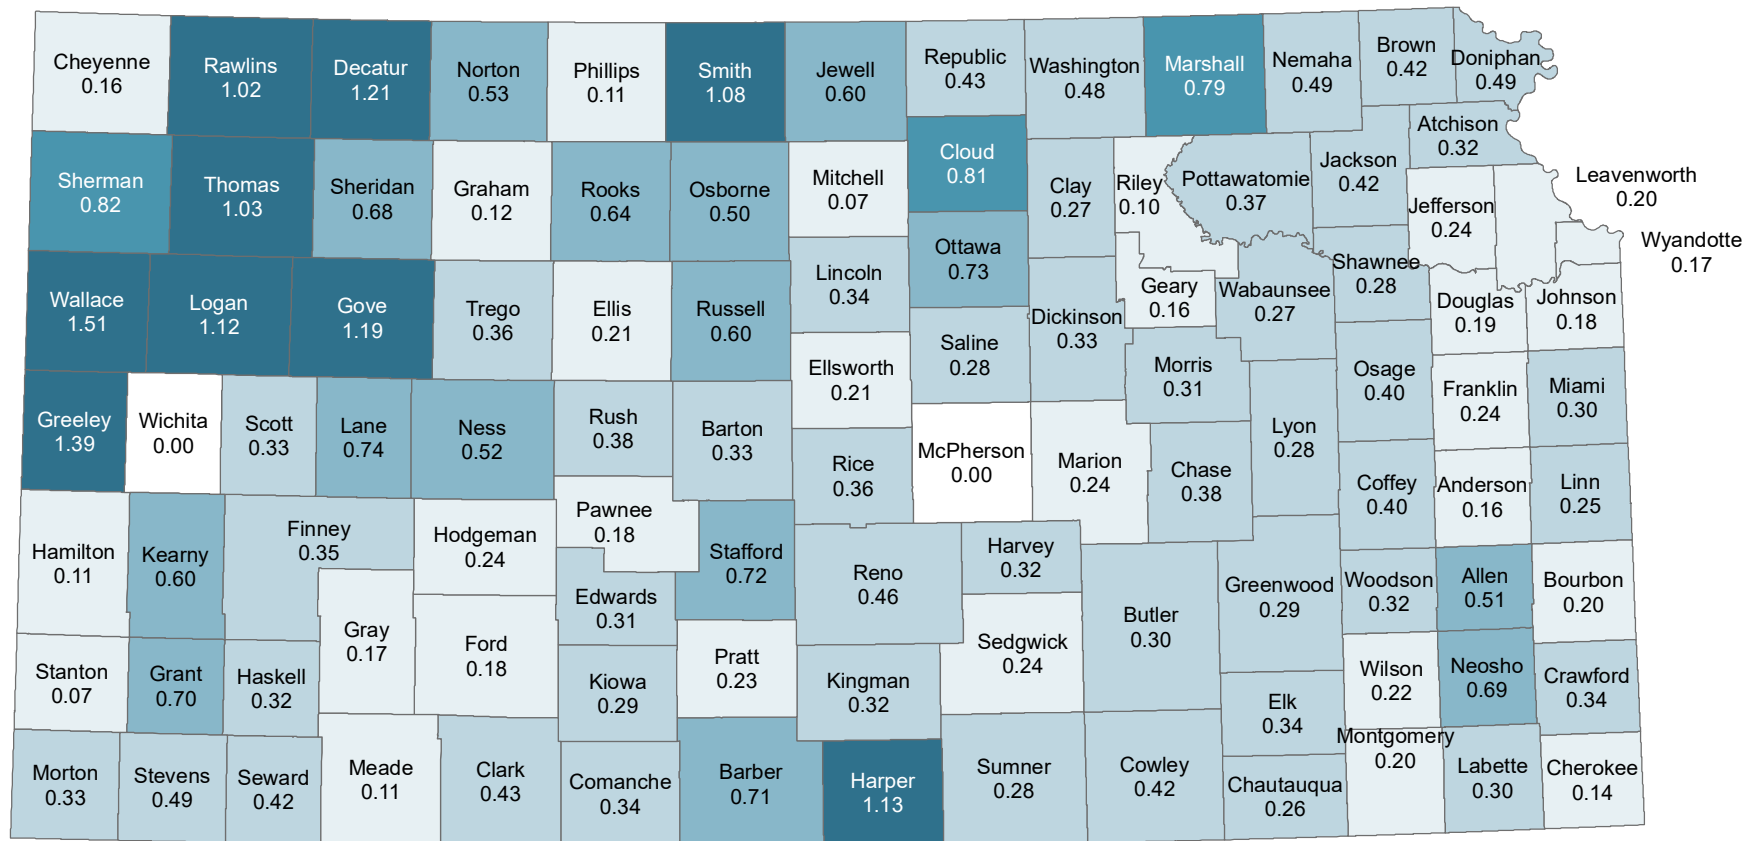 Cheyenne
0.16
Rawlins
1.02
Decatur
1.21
Norton
0.53
Phillips
0.11
Smith
1.08
Jewell
0.60
Republic
0.43
Washington
0.48
Marshall
0.79
Nemaha
0.49
Brown
0.42
Doniphan
0.49
Sherman
0.82
Thomas
1.03
Sheridan
0.68
Graham
0.12
Rooks
0.64
Osborne
0.50
Mitchell
0.07
Cloud
0.81
Clay
0.27
Riley
0.10
Pottawatomie
0.37
Jackson
0.42
Atchison
0.32
Jefferson
0.24
Leavenworth
0.20
Wyandotte
0.17
Wallace
1.51
Logan
1.12
Gove
1.19
Trego
0.36
Ellis
0.21
Russell
0.60
Lincoln
0.34
Ottawa
0.73
Saline
0.28
Dickinson
0.33
Geary
0.16
Wabaunsee
0.27
Shawnee
0.28
Douglas
0.19
Johnson
0.18
Ellsworth
0.21
Morris
0.31
Osage
0.40
Franklin
0.24
Miami
0.30
Greeley
1.39
Wichita
0.00
Scott
0.33
Lane
0.74
Ness
0.52
Rush
0.38
Barton
0.33
Rice
0.36
McPherson
0.00
Marion
0.24
Chase
0.38
Lyon
0.28
Coffey
0.40
Anderson
0.16
Linn
0.25
Hamilton
0.11
Kearny
0.60
Finney
0.35
Hodgeman
0.24
Pawnee
0.18
Stafford
0.72
Edwards
0.31
Reno
0.46
Harvey
0.32
Butler
0.30
Greenwood
0.29
Woodson
0.32
Allen
0.51
Bourbon
0.20
Stanton
0.07
Grant
0.70
Haskell
0.32
Gray
0.17
Ford
0.18
Kiowa
0.29
Pratt
0.23
Kingman
0.32
Sedgwick
0.24
Elk
0.34
Wilson
0.22
Neosho
0.69
Crawford
0.34
Morton
0.33
Stevens
0.49
Seward
0.42
Meade
0.11
Clark
0.43
Comanche
0.34
Barber
0.71
Harper
1.13
Sumner
0.28
Cowley
0.42
Chautauqua
0.26
Montgomery
0.20
Labette
0.30
Cherokee
0.14